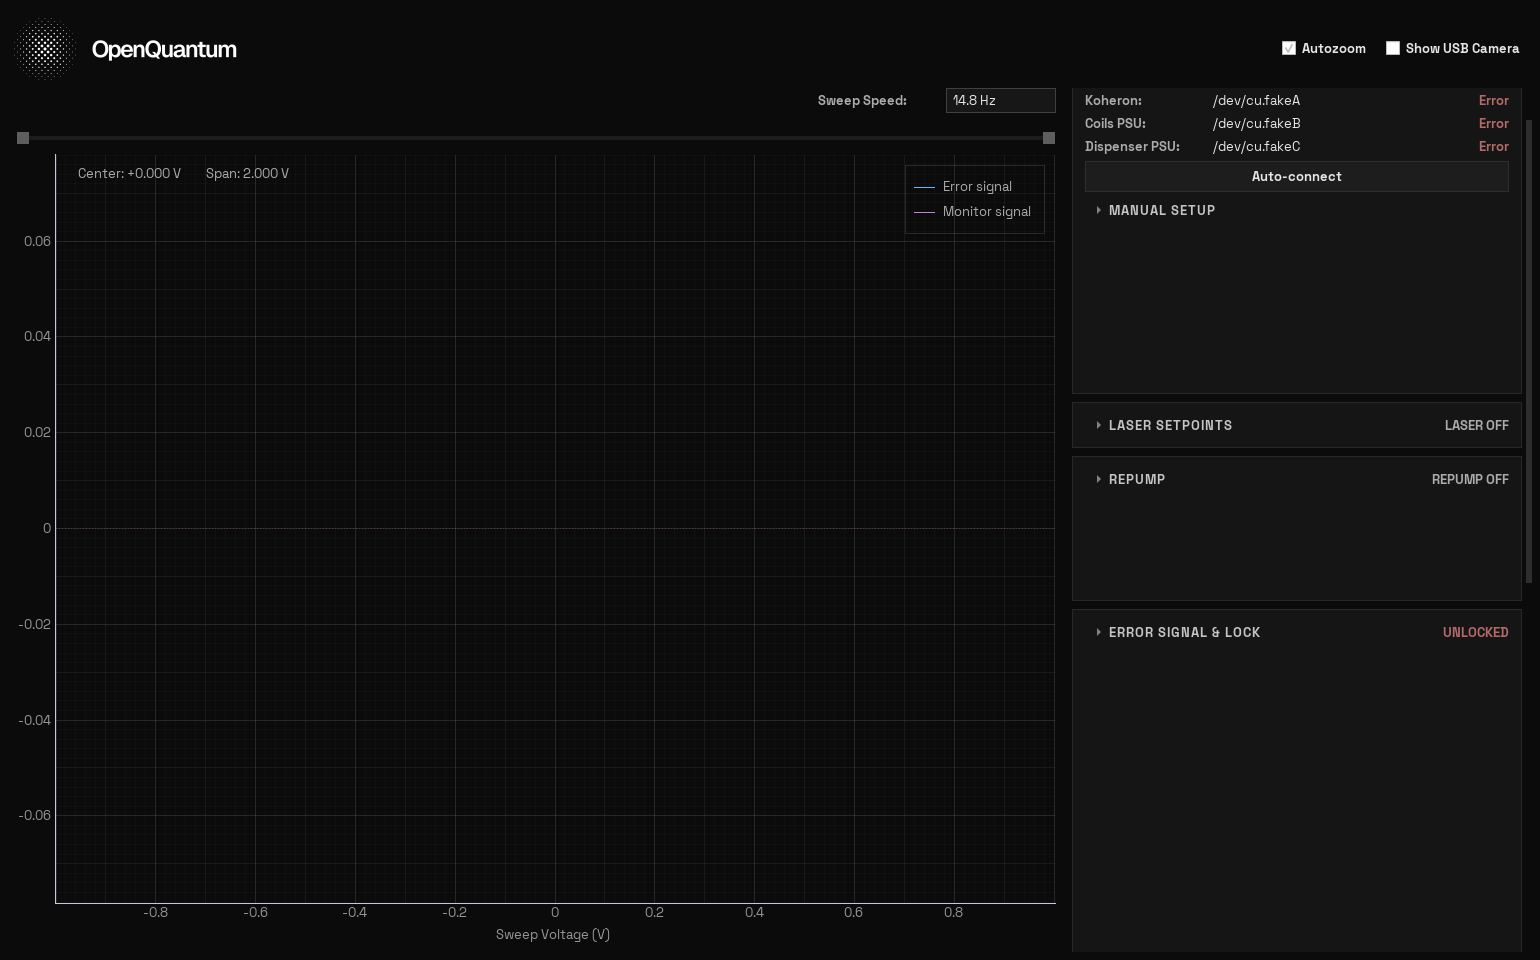 OpenQuantum
Autozoom
Show USB Camera
Sweep Speed:
14.8 Hz
Center: +0.000 V
Span: 2.000 V
Error signal
Monitor signal
0.06
0.04
0.02
0
-0.02
-0.04
-0.06
-0.8
-0.6
-0.4
-0.2
0
0.2
0.4
0.6
0.8
Sweep Voltage (V)
Koheron: /dev/cu.fakeA Error
Coils PSU: /dev/cu.fakeB Error
Dispenser PSU: /dev/cu.fakeC Error
Auto-connect
MANUAL SETUP
LASER SETPOINTS LASER OFF
REPUMP REPUMP OFF
ERROR SIGNAL & LOCK UNLOCKED